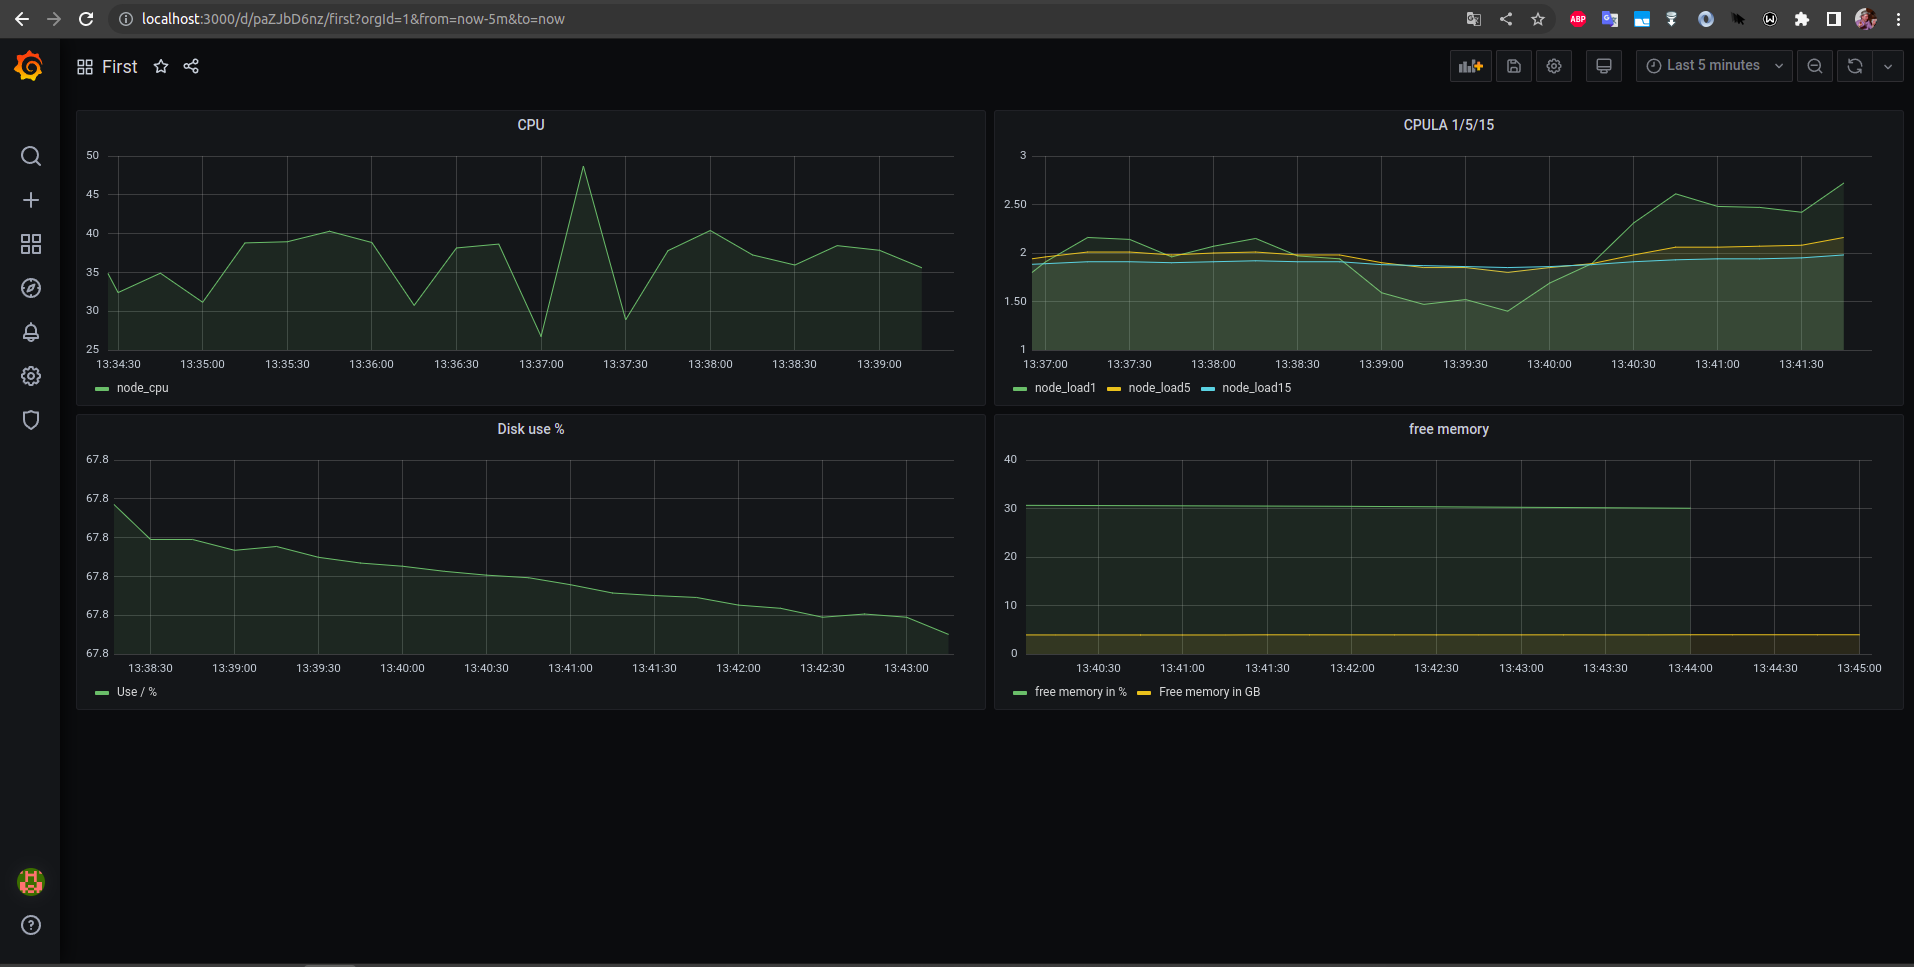 localhost:3000/d/paZJbD6nz/first?orgId=1&from=now-5m&to=now
ABP
First
Last 5 minutes
CPU
50
45
40
35
30
25
13:34:30 13:35:00 13:35:30 13:36:00 13:36:30 13:37:00 13:37:30 13:38:00 13:38:30 13:39:00
node_cpu
CPULA 1/5/15
3
2.50
2
1.50
1
13:37:00 13:37:30 13:38:00 13:38:30 13:39:00 13:39:30 13:40:00 13:40:30 13:41:00 13:41:30
node_load1 node_load5 node_load15
Disk use %
67.8
67.8
67.8
67.8
67.8
67.8
13:38:30 13:39:00 13:39:30 13:40:00 13:40:30 13:41:00 13:41:30 13:42:00 13:42:30 13:43:00
Use / %
free memory
40
30
20
10
0
13:40:30 13:41:00 13:41:30 13:42:00 13:42:30 13:43:00 13:43:30 13:44:00 13:44:30 13:45:00
free memory in % Free memory in GB